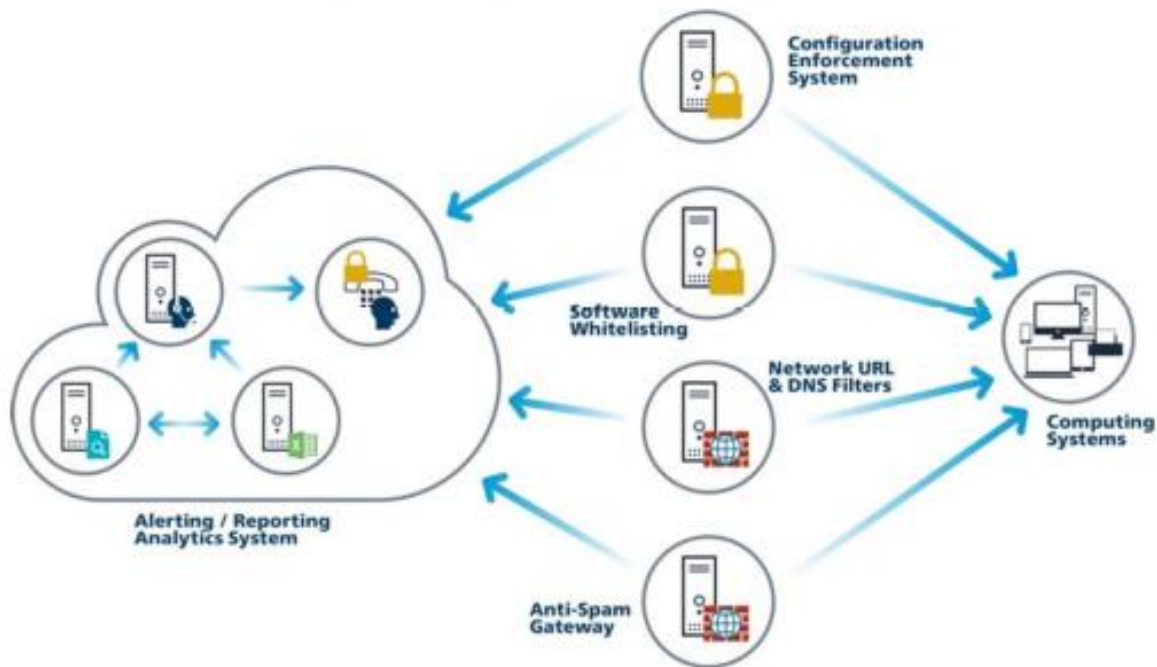 Configuration
Enforcement
System
Software
Whitelisting
Network URL
& DNS Filters
Computing
Systems
Alerting / Reporting
Analytics System
Anti-Spam
Gateway